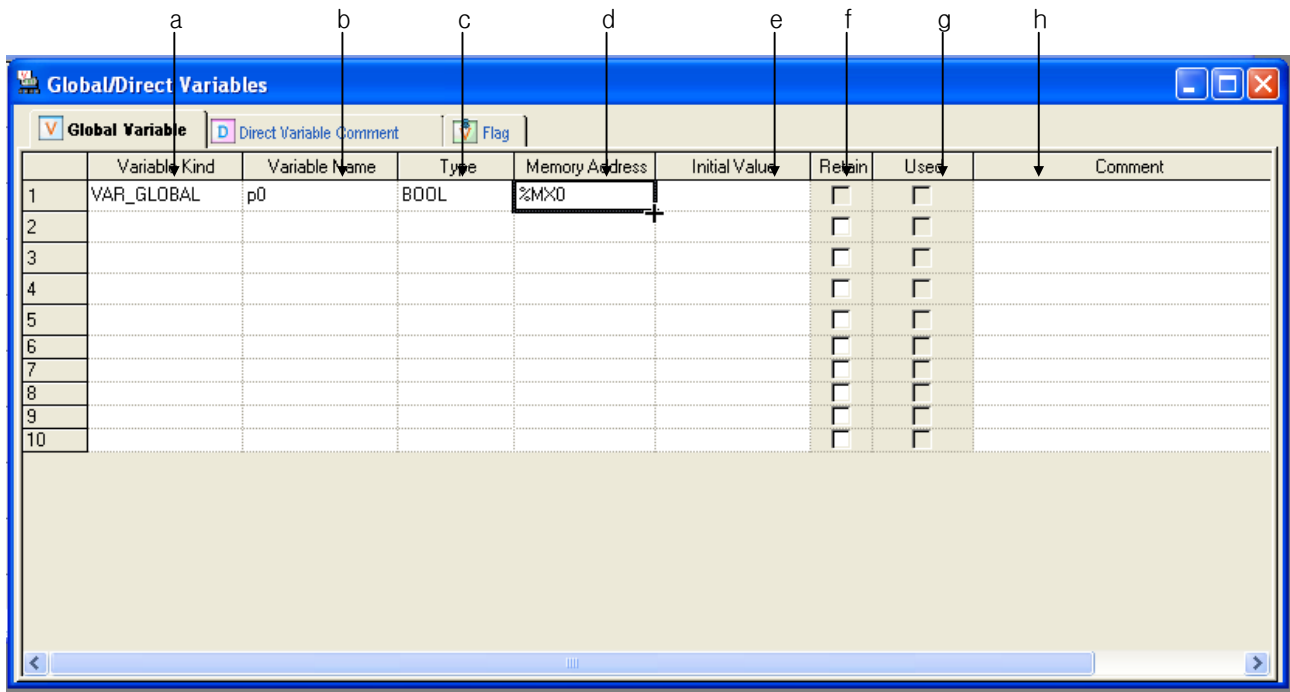 a b c d e f g h
Global/Direct Variables
V Global Variable D Direct Variable Comment V Flag
Variable Kind Variable Name Type Memory Address Initial Value Retain Used Comment
1 VAR_GLOBAL p0 BOOL %MX0
2
3
4
5
6
7
8
9
10